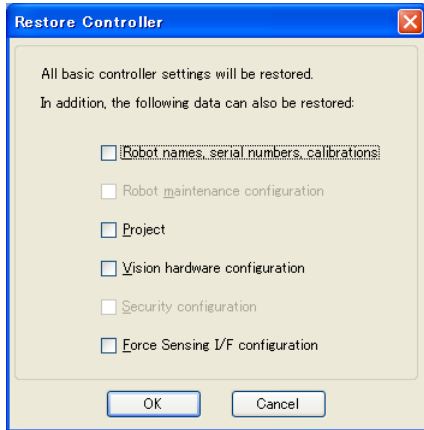 Restore Controller
All basic controller settings will be restored.
In addition, the following data can also be restored:
Robot names, serial numbers, calibrations
Robot maintenance configuration
Project
Vision hardware configuration
Security configuration
Force Sensing I/F configuration
OK
Cancel